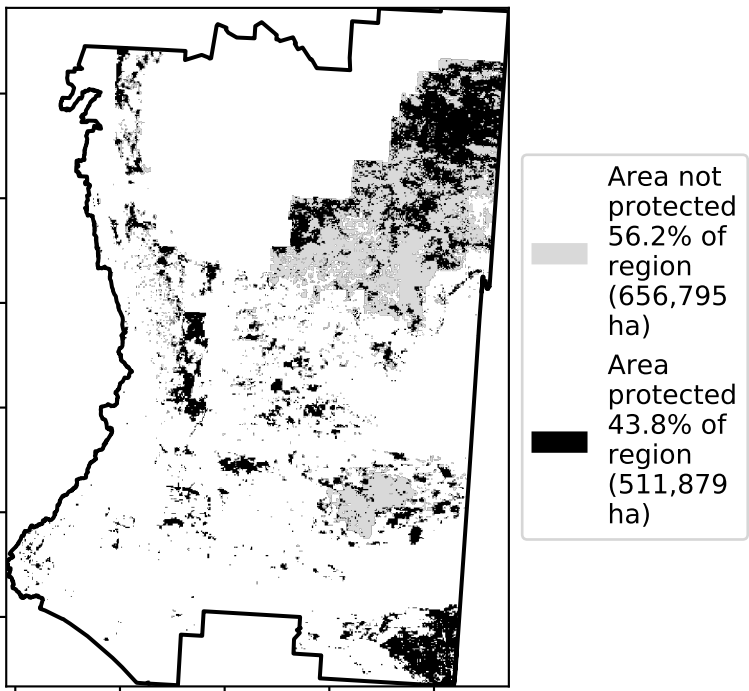 Area not
protected
56.2% of
region
(656,795
ha)
Area
protected
43.8% of
region
(511,879
ha)